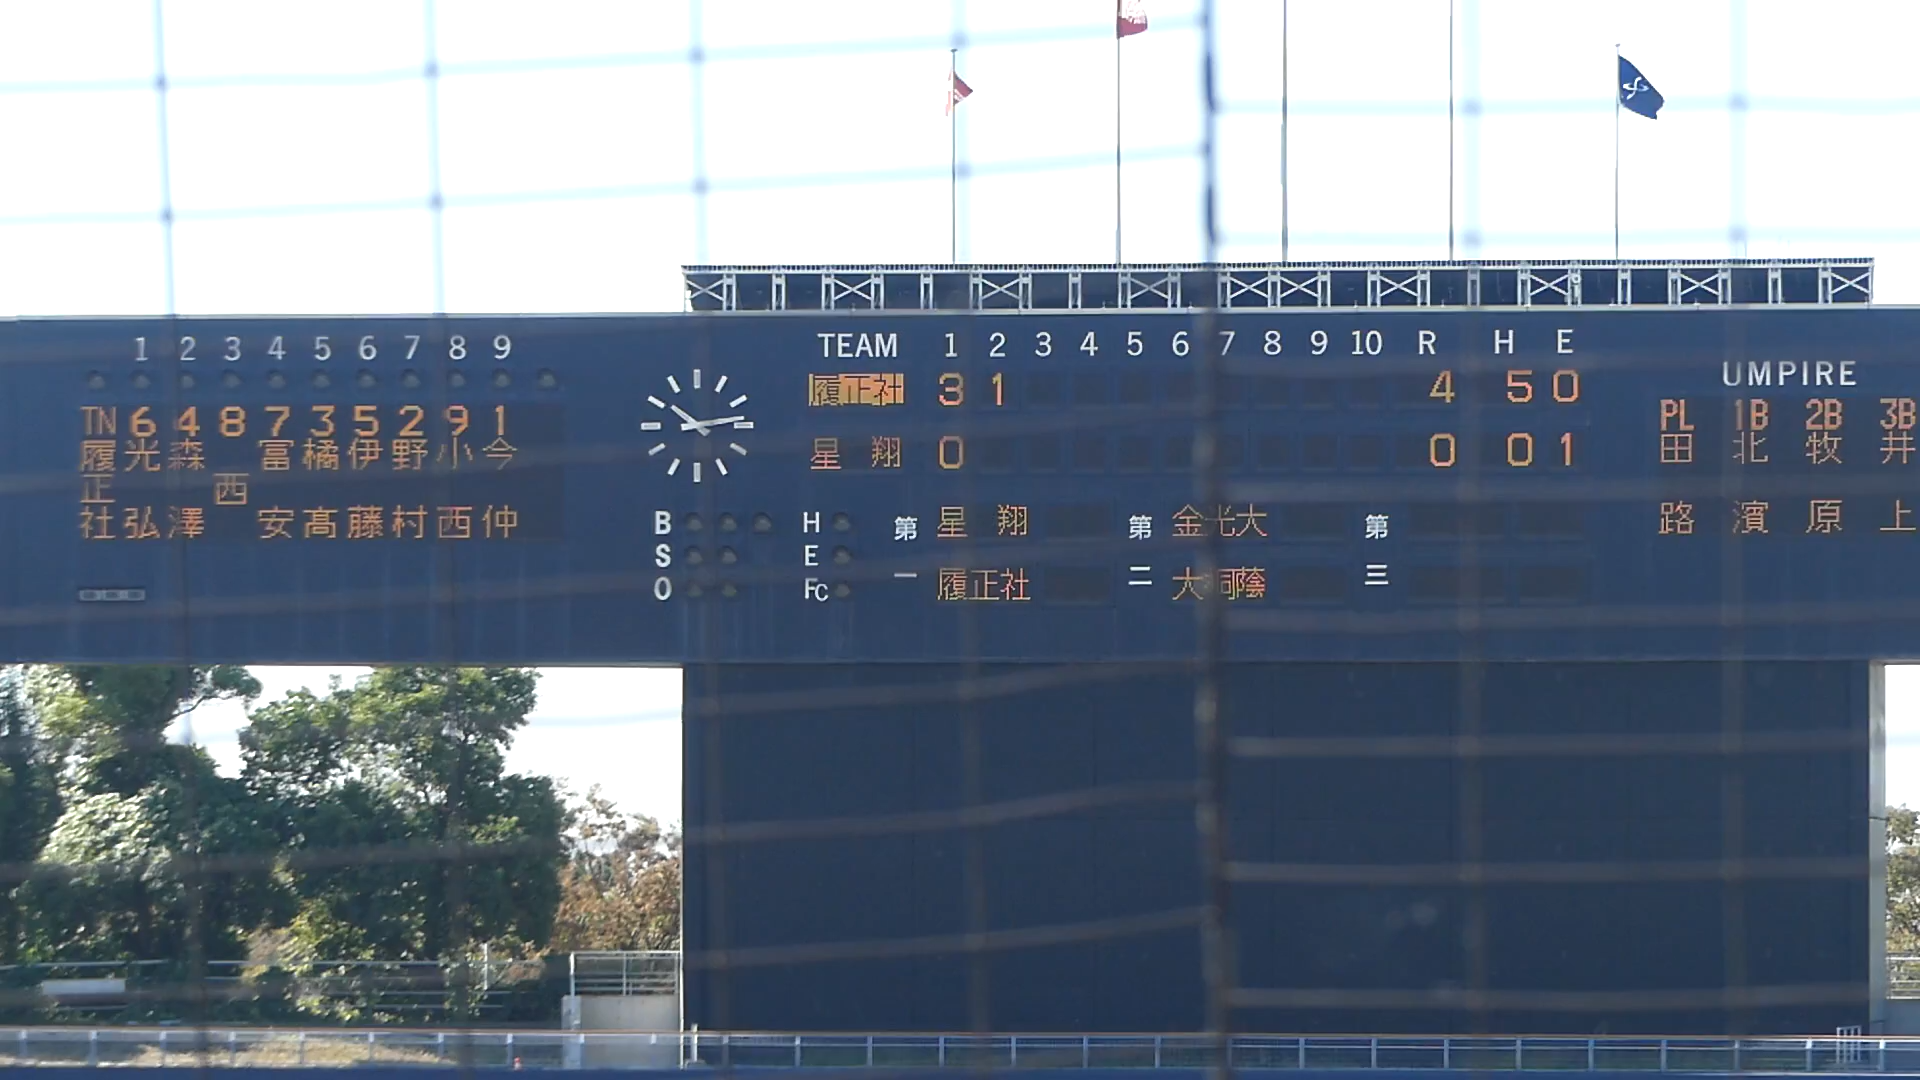 1 2 3 4 5 6 7 8 9
TN 6 4 8 7 3 5 2 9 1
履正社 光弘 森澤 西 冨安 橘髙 伊藤 野村 小西 今仲
TEAM 1 2 3 4 5 6 7 8 9 10 R H E
履正社 3 1 4 5 0
星翔 0 0 0 1
B
S
O
H
E
Fc
第一 星翔 履正社
第二 金光大 大桐蔭
第三
UMPIRE
PL 1B 2B 3B
田路 北濱 牧原 井上